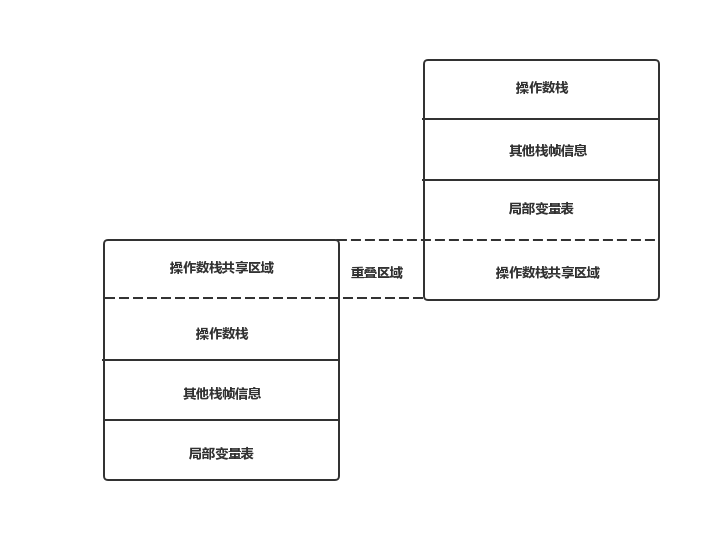 操作数栈
其他栈帧信息
局部变量表
操作数栈共享区域
重叠区域
操作数栈共享区域
操作数栈
其他栈帧信息
局部变量表